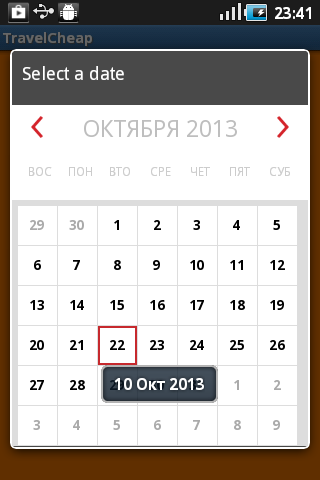 23:41
TravelCheap
Select a date
ОКТЯБРЯ 2013
ВОС ПОН ВТО СРЕ ЧЕТ ПЯТ СУБ
29 30 1 2 3 4 5
6 7 8 9 10 11 12
13 14 15 16 17 18 19
20 21 22 23 24 25 26
27 28 1 2
10 Окт 2013
3 4 5 6 7 8 9